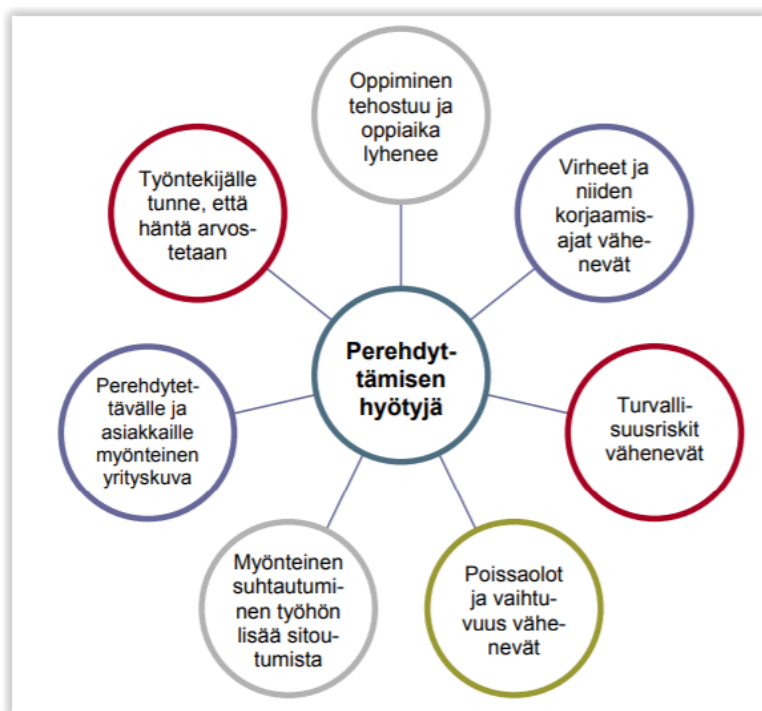 Oppiminen
tehostuu ja
oppiaika
lyhenee
Virheet ja
niiden
korjaamis-
ajat vähe-
nevät
Turvalli-
suusriskit
vähenevät
Poissaolot
ja vaihtu-
vuus vähe-
nevät
Myönteinen
suhtautumi-
nen työhön
lisää sitou-
tumista
Perehdytet-
tävälle ja
asiakkaille
myönteinen
yrityskuva
Työntekijälle
tunne, että
häntä arvos-
tetaan
Perehdyt-
tämisen
hyötyjä